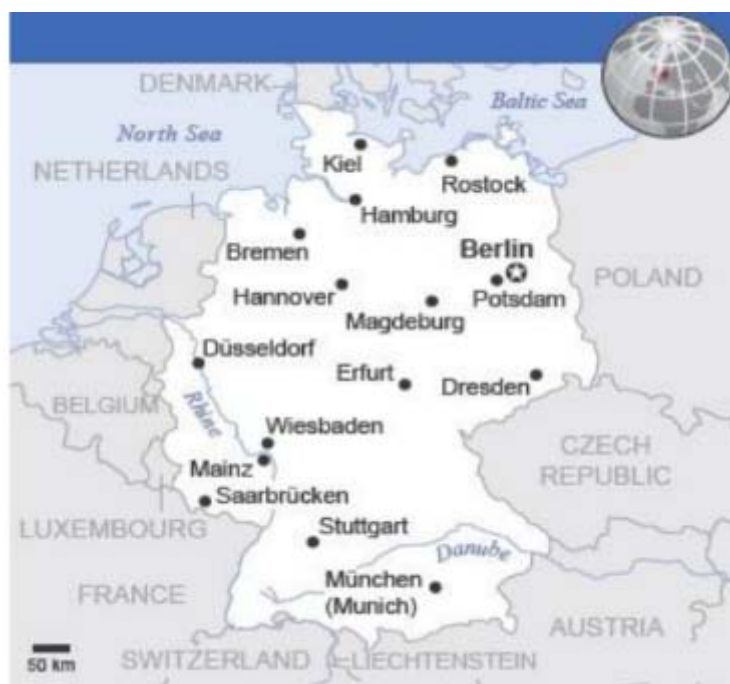 DENMARK
Baltic Sea
North Sea
Kiel
NETHERLANDS
Rostock
Hamburg
Bremen
Berlin
POLAND
Hannover
Potsdam
Magdeburg
Düsseldorf
Erfurt
Dresden
BELGIUM
Rhine
Wiesbaden
CZECH
REPUBLIC
Mainz
Saarbrücken
LUXEMBOURG
Stuttgart
Danube
München
(Munich)
FRANCE
AUSTRIA
50 km
SWITZERLAND
LIECHTENSTEIN